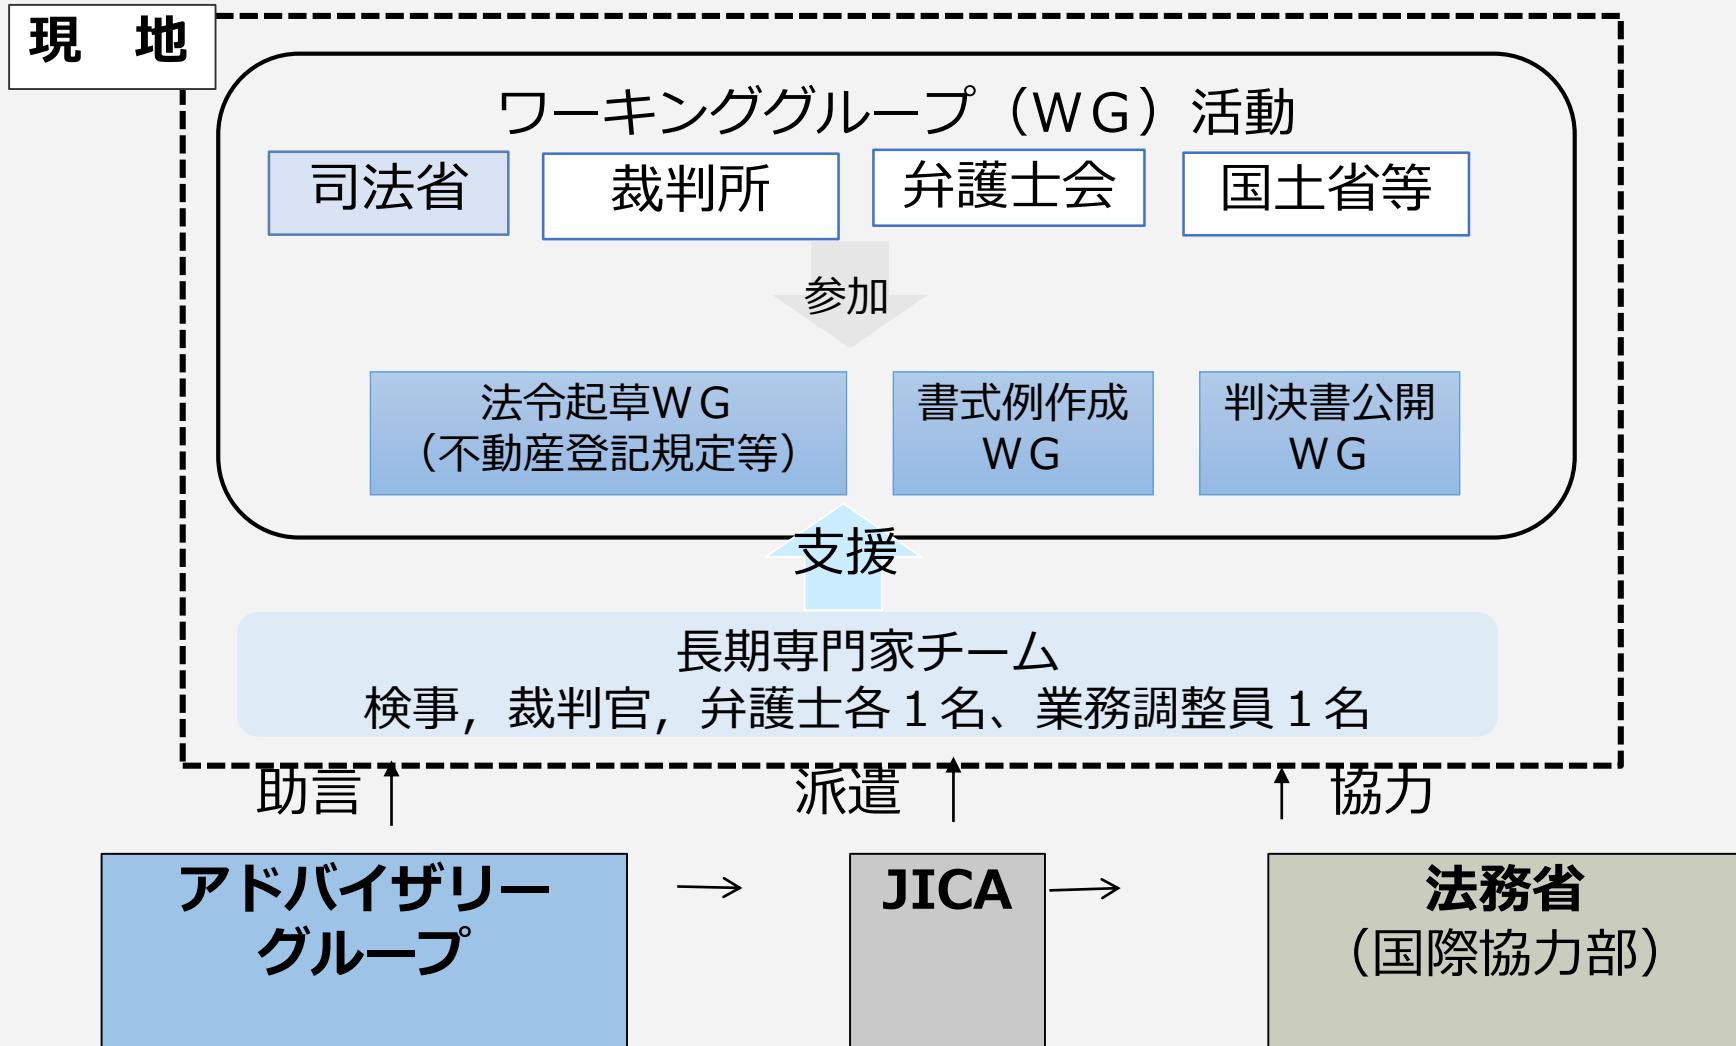 現　地
ワーキンググループ（ＷＧ）活動
司法省
裁判所
弁護士会
国土省等
参加
法令起草ＷＧ
（不動産登記規定等）
書式例作成
ＷＧ
判決書公開
ＷＧ
支援
長期専門家チーム
検事，裁判官，弁護士各１名、業務調整員１名
助言
派遣
協力
アドバイザリー
グループ
JICA
法務省
（国際協力部）